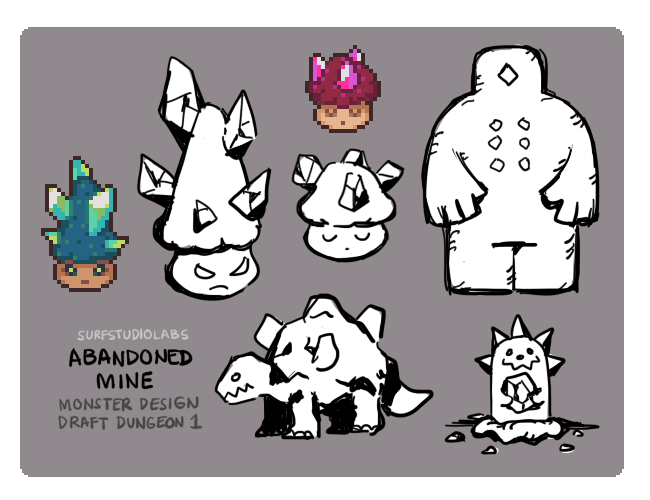 SURFSTUDIOLABS
ABANDONED
MINE
MONSTER DESIGN
DRAFT DUNGEON 1